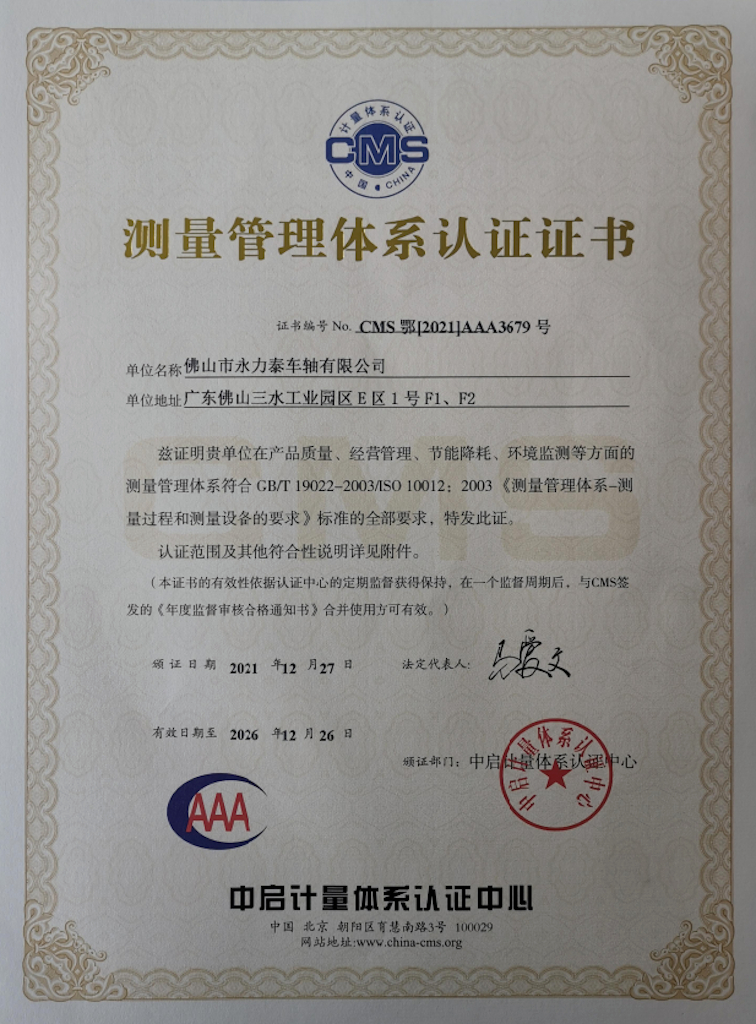 计量体系认证
CMS
中国 CHINA
测量管理体系认证证书
证书编号 No. CMS 鄂[2021]AAA3679 号
单位名称 佛山市永力泰车轴有限公司
单位地址 广东佛山三水工业园区 E 区 1 号 F1、F2
兹证明贵单位在产品质量、经营管理、节能降耗、环境监测等方面的
测量管理体系符合 GB/T 19022-2003/ISO 10012：2003《测量管理体系-测
量过程和测量设备的要求》标准的全部要求，特发此证。
认证范围及其他符合性说明详见附件。
（本证书的有效性依据认证中心的定期监督获得保持，在一个监督周期后，与CMS签
发的《年度监督审核合格通知书》合并使用方可有效。）
颁证日期 2021 年 12 月 27 日 法定代表人：
有效日期至 2026 年 12 月 26 日
颁证部门：中启计量体系认证中心
中启计量体系认证中心
AAA
中启计量体系认证中心
中国 北京 朝阳区育慧南路3号 100029
网站地址:www.china-cms.org